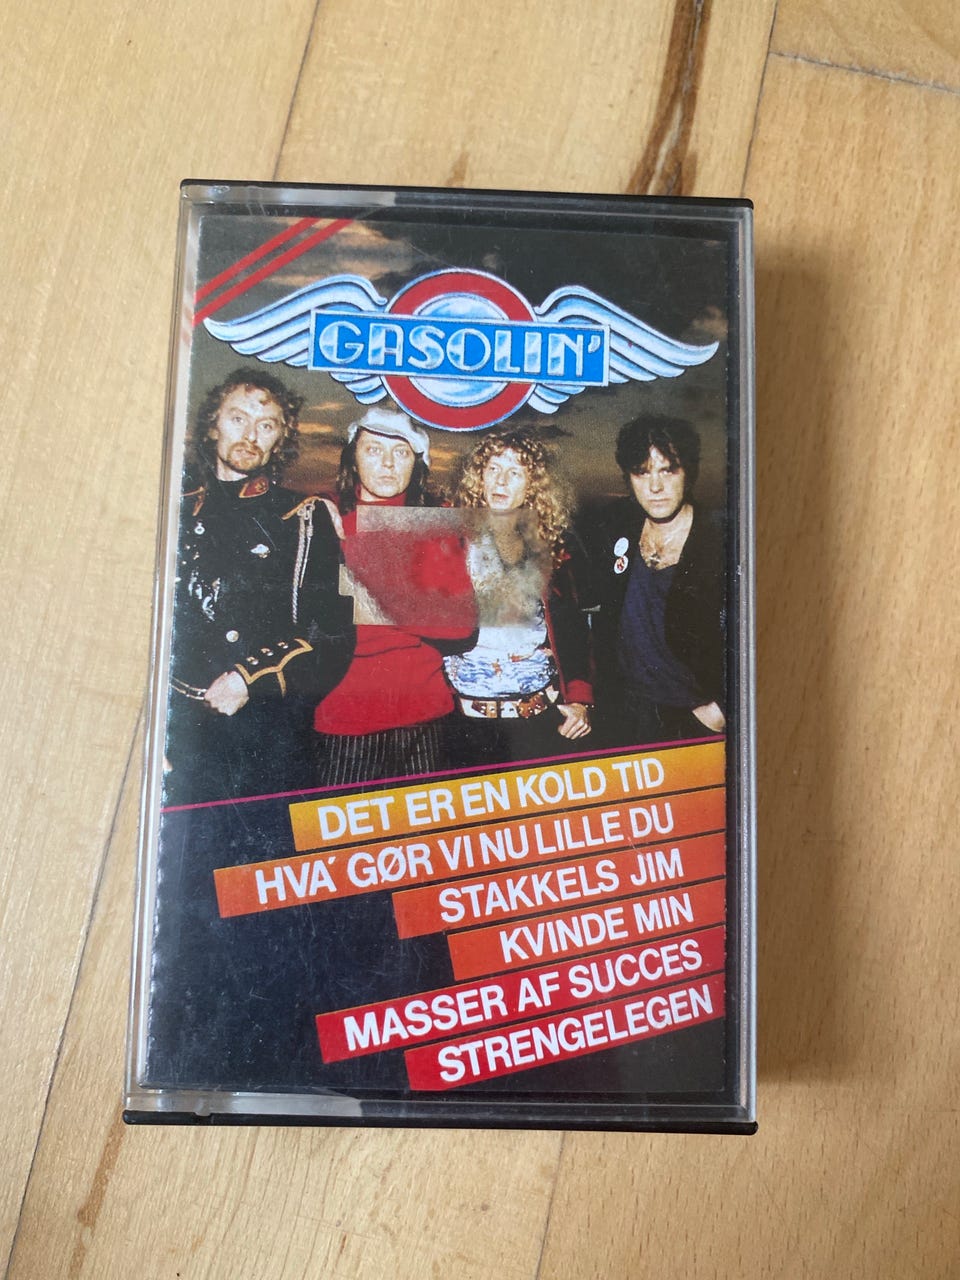 GASOLIN'
DET ER EN KOLD TID
HVA' GØR VI NU LILLE DU
STAKKELS JIM
KVINDE MIN
MASSER AF SUCCES
STRENGELEGEN